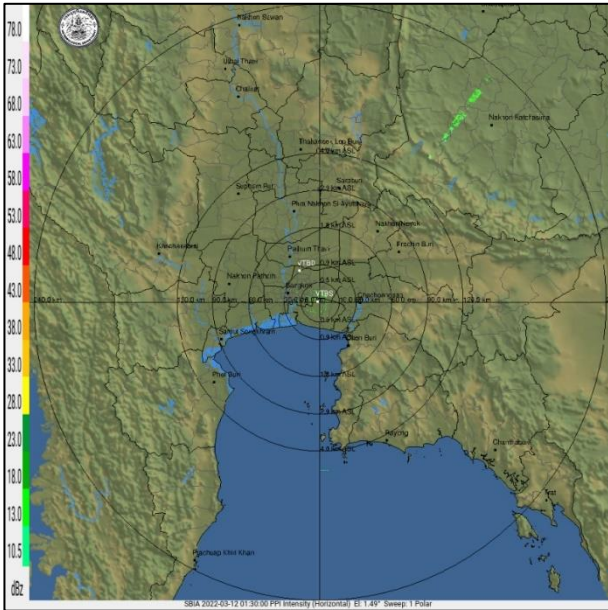 78.0
73.0
68.0
63.0
58.0
53.0
48.0
43.0
38.0
33.0
28.0
23.0
18.0
13.0
10.5
dBz
Nakhon Sawan
Uthai Thani
Chainat
Nakhon Ratchasima
Saraburi
Phra Nakhon Si Ayutthaya
Nakhon Nayok
Prachin Buri
Kanchanaburi
Pathum Thani
VTBD
Nakhon Pathom
Bangkok
VTBS
Chachoengsao
Samut Songkhram
Chon Buri
Phet Buri
Rayong
Chanthaburi
Trat
Prachuap Khiri Khan
SBIA 2022-03-12 01:30:00 PPI Intensity (Horizontal) El: 1.49° Sweep: 1 Polar